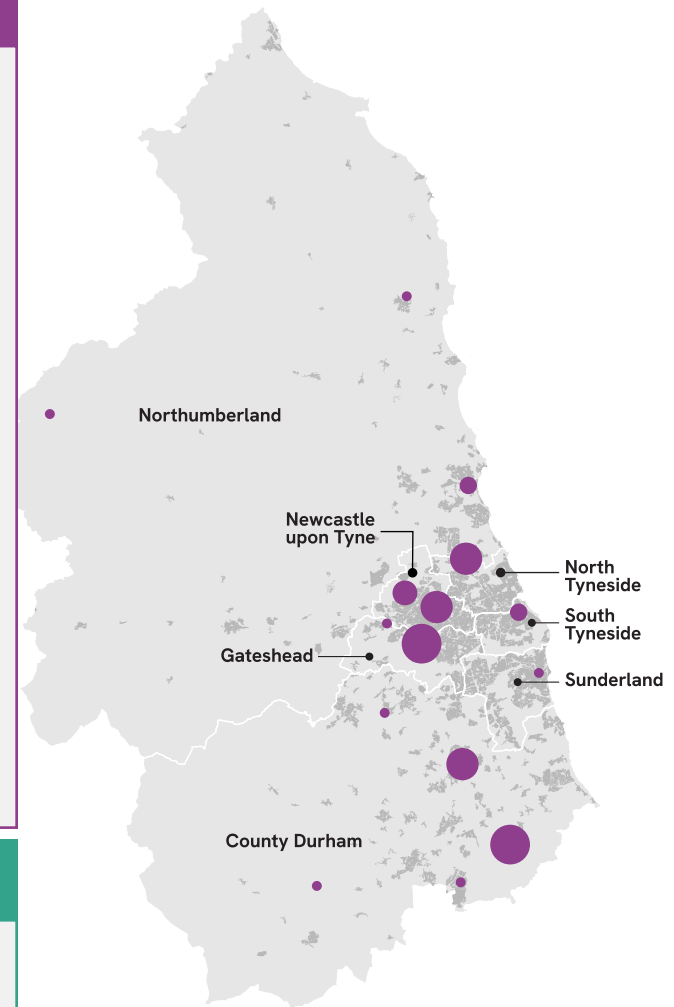 Northumberland
Newcastle
upon Tyne
North
Tyneside
South
Tyneside
Gateshead
Sunderland
County Durham